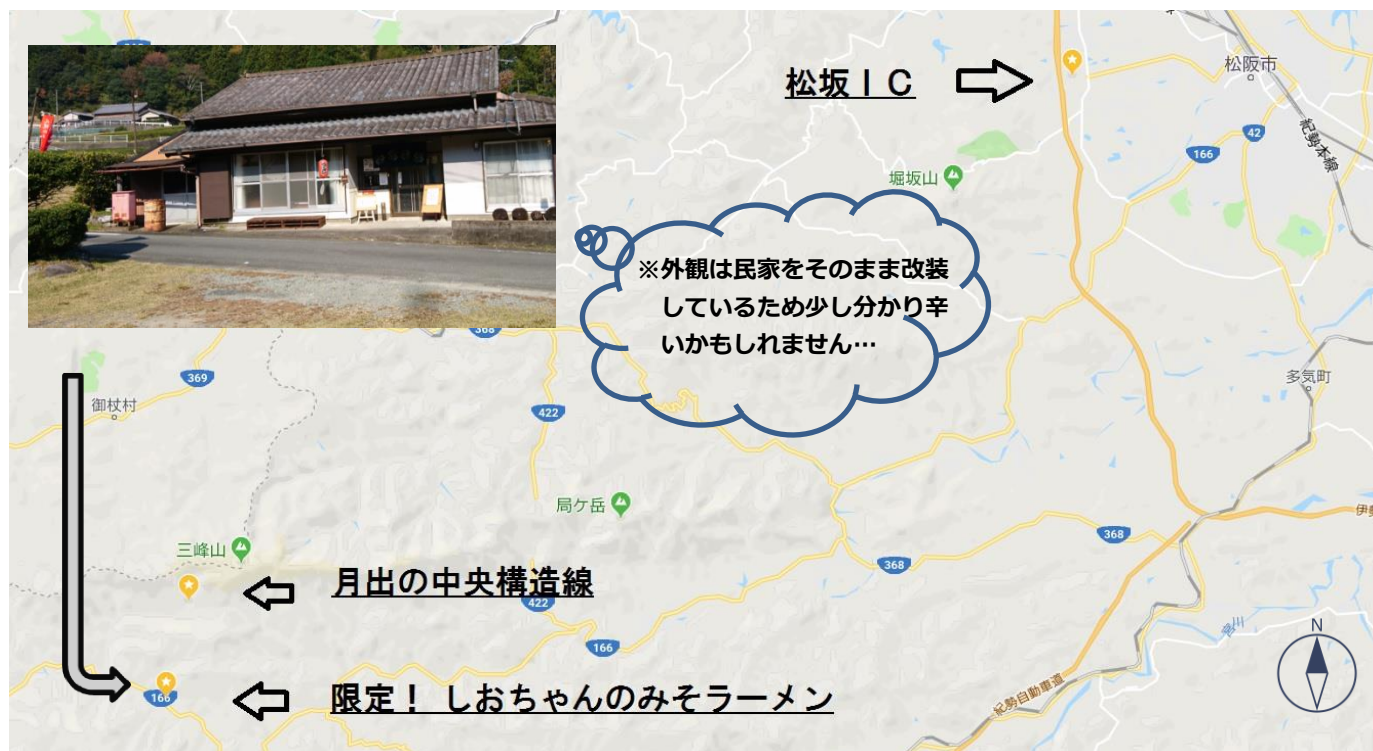 松坂IC
松阪市
紀勢本線
42
166
堀坂山
※外観は民家をそのまま改装
しているため少し分かり辛
いかもしれません…
368
369
御杖村
422
多気町
局ケ岳
伊勢
三峰山
368
368
月出の中央構造線
422
166
宮川
N
166
限定！ しおちゃんのみそラーメン
紀勢自動車道